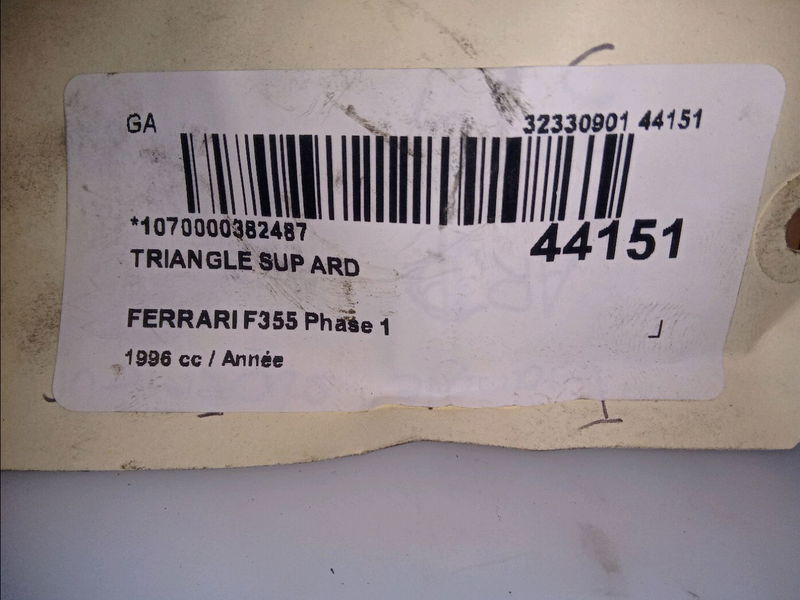 GA
32330901 44151
*1070000382487
44151
TRIANGLE SUP ARD
FERRARI F355 Phase 1
1996 cc / Année